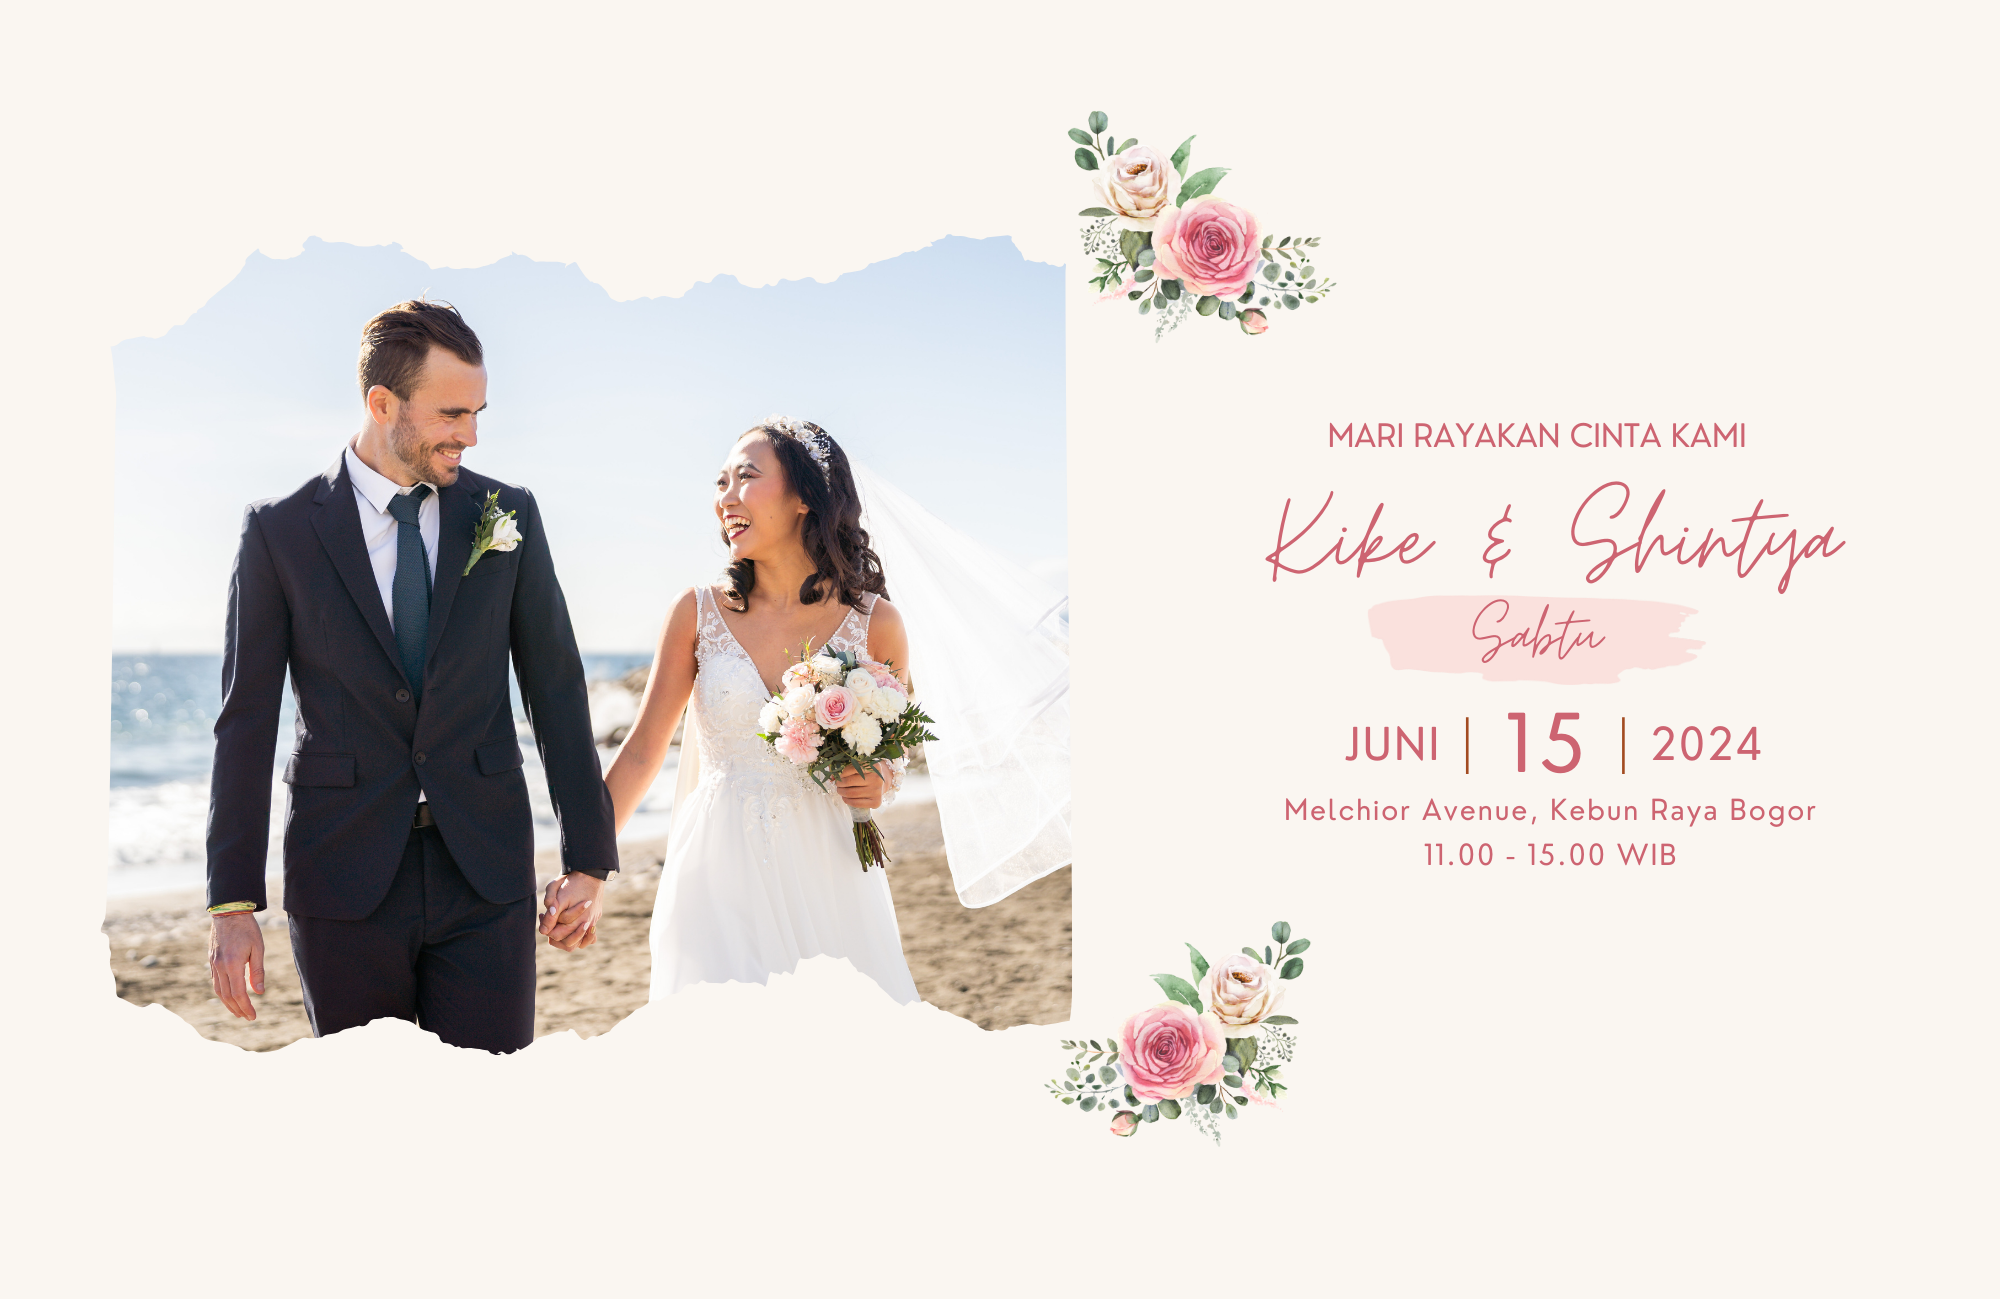 MARI RAYAKAN CINTA KAMI
Kike & Shintya
Sabtu
JUNI | 15 | 2024
Melchior Avenue, Kebun Raya Bogor
11.00 - 15.00 WIB